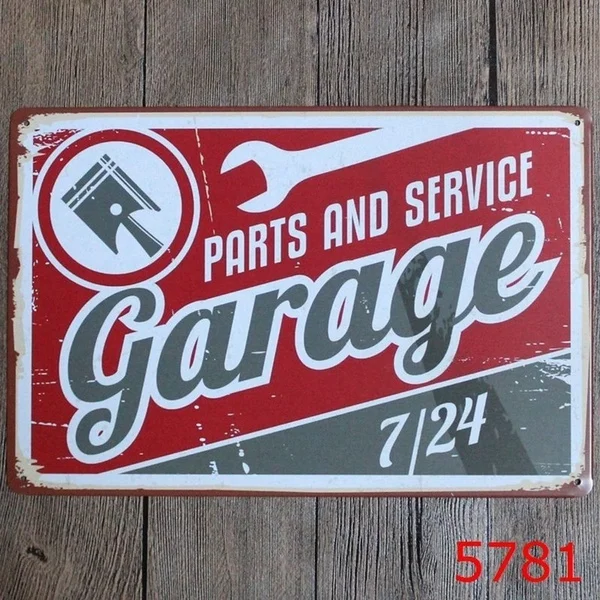 PARTS AND SERVICE
Garage
7/24
5781